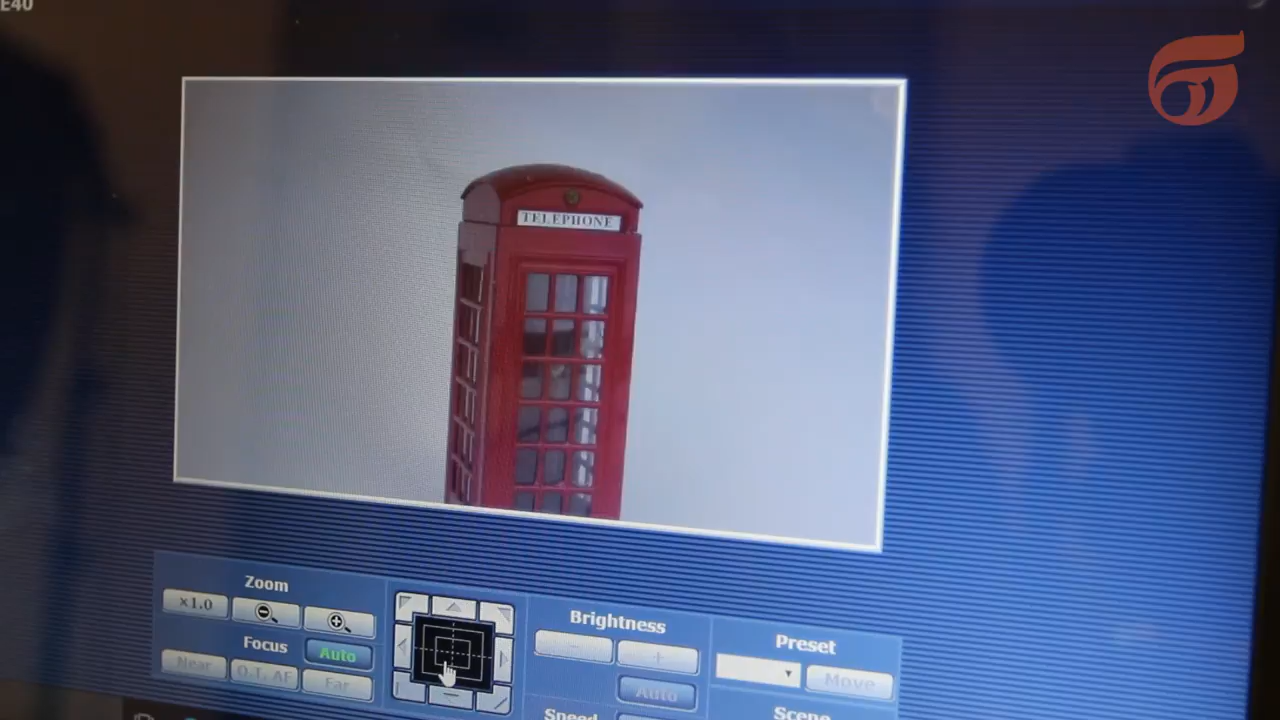 E40
TELEPHONE
Zoom
×1.0
Focus
Auto
Near
O.T. AF
Far
Brightness
Auto
Preset
Move
Speed
Scene